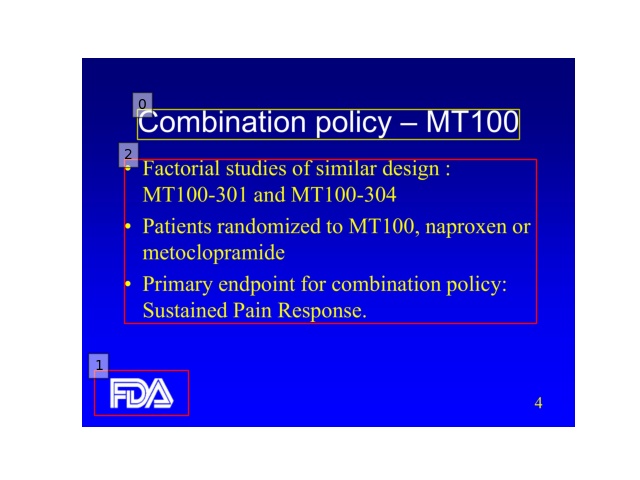 0
Combination policy – MT100
2
• Factorial studies of similar design :
MT100-301 and MT100-304
• Patients randomized to MT100, naproxen or
metoclopramide
• Primary endpoint for combination policy:
Sustained Pain Response.
1
FDA
4